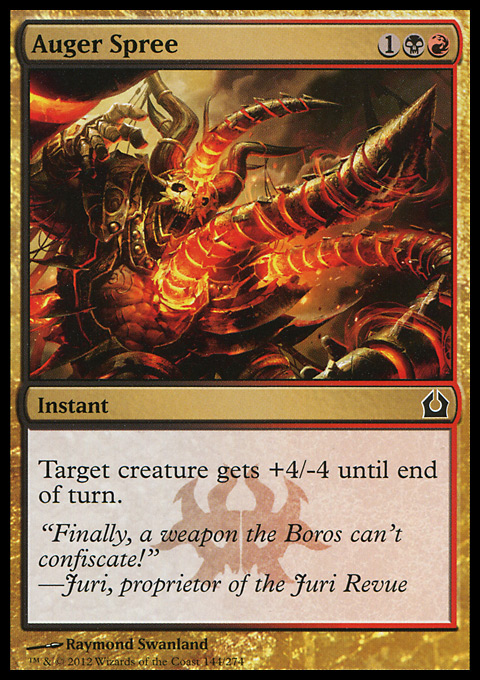 Auger Spree 1
Instant
Target creature gets +4/-4 until end
of turn.
“Finally, a weapon the Boros can’t
confiscate!”
—Juri, proprietor of the Juri Revue
Raymond Swanland
™ & © 2012 Wizards of the Coast 144/274